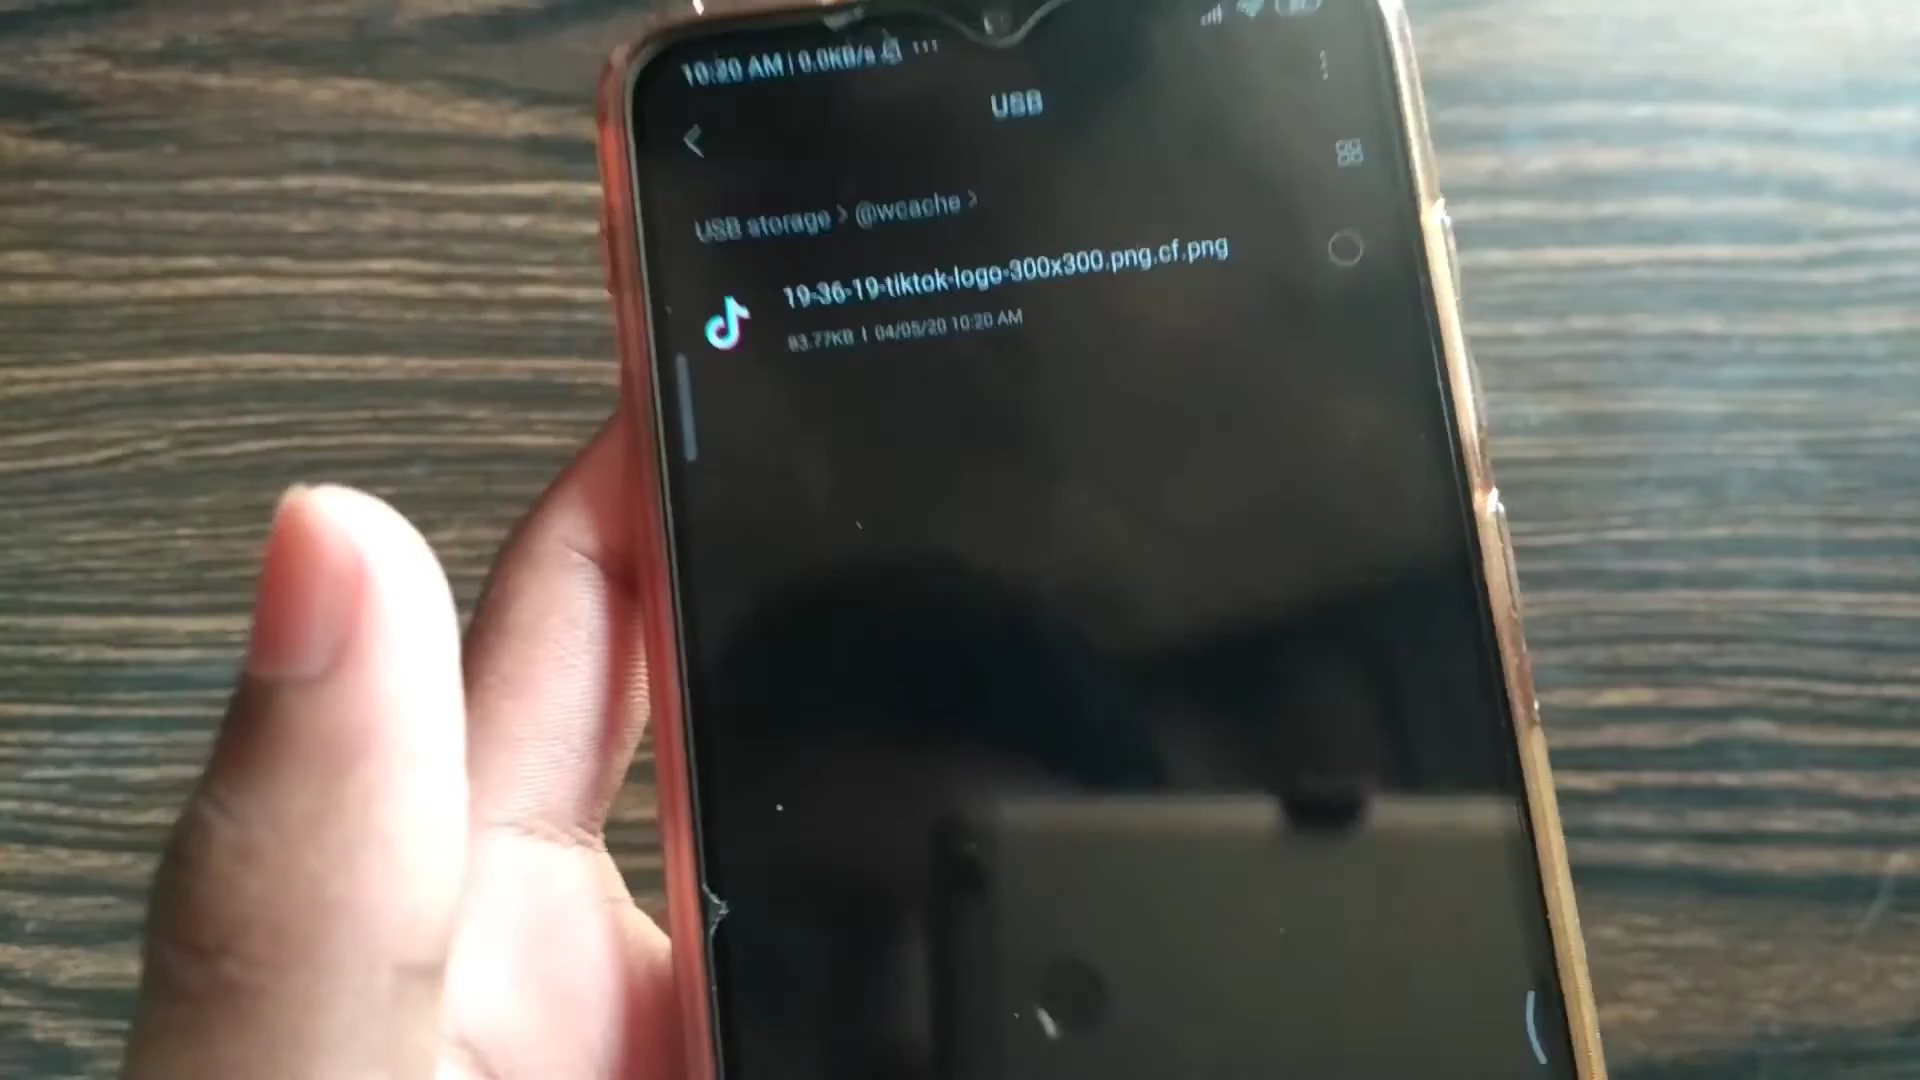 10:20 AM | 0.0KB/s ...
USB
USB storage > @wcache >
19-36-19-tiktok-logo-300x300.png.cf.png
83.77KB | 04/05/20 10:20 AM